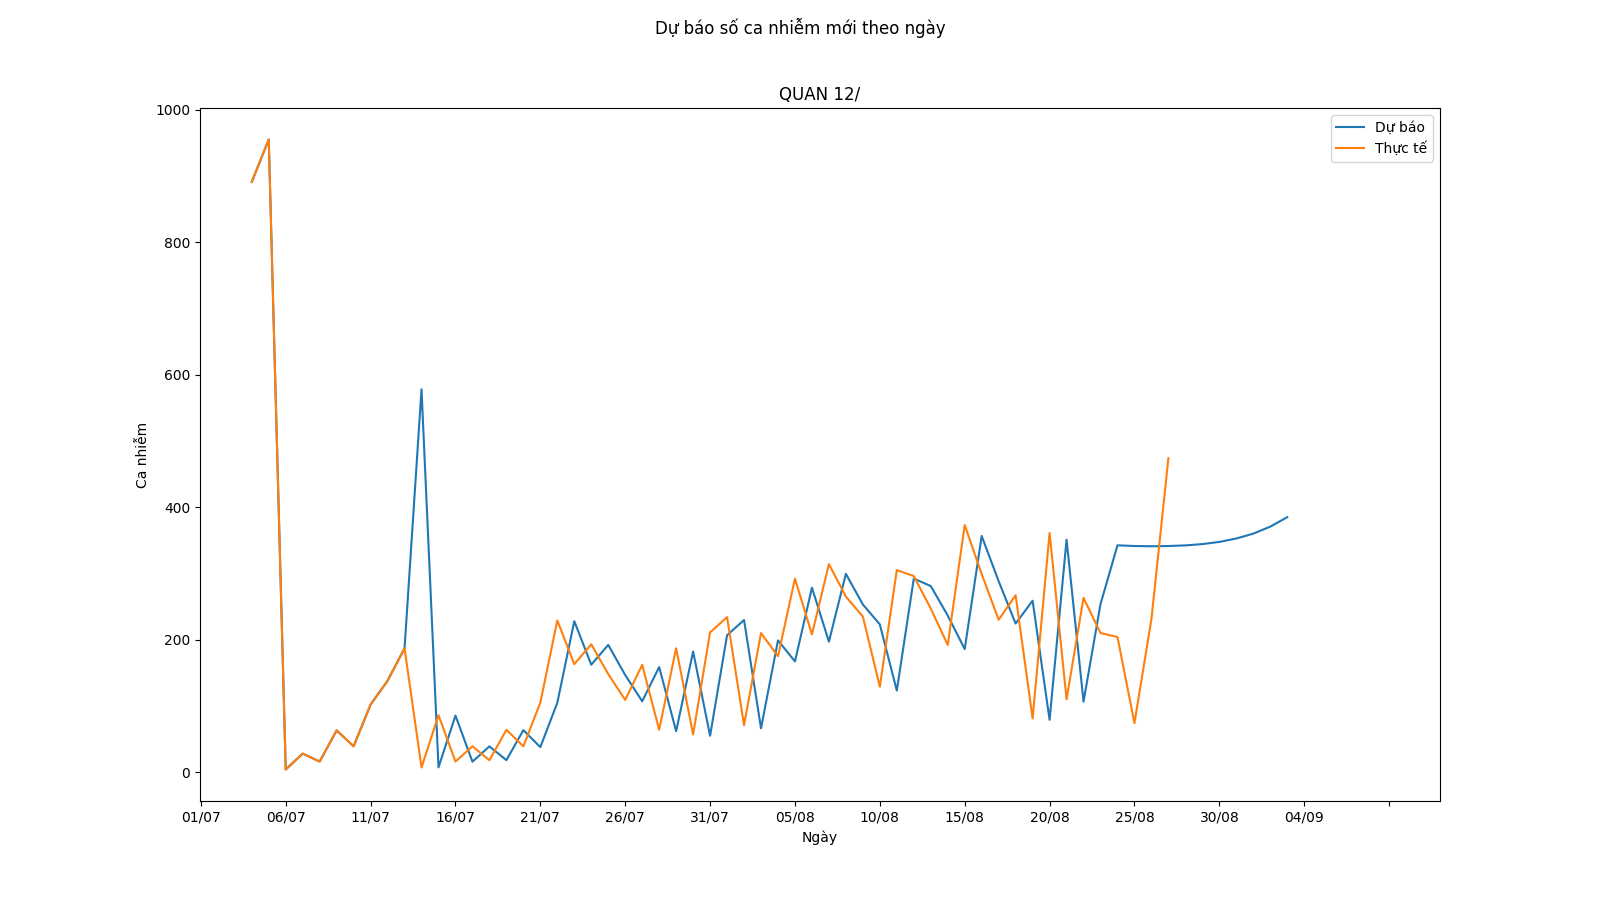 Dự báo số ca nhiễm mới theo ngày
QUAN 12/
Dự báo
Thực tế
Ca nhiễm
1000
800
600
400
200
0
01/07 06/07 11/07 16/07 21/07 26/07 31/07 05/08 10/08 15/08 20/08 25/08 30/08 04/09
Ngày